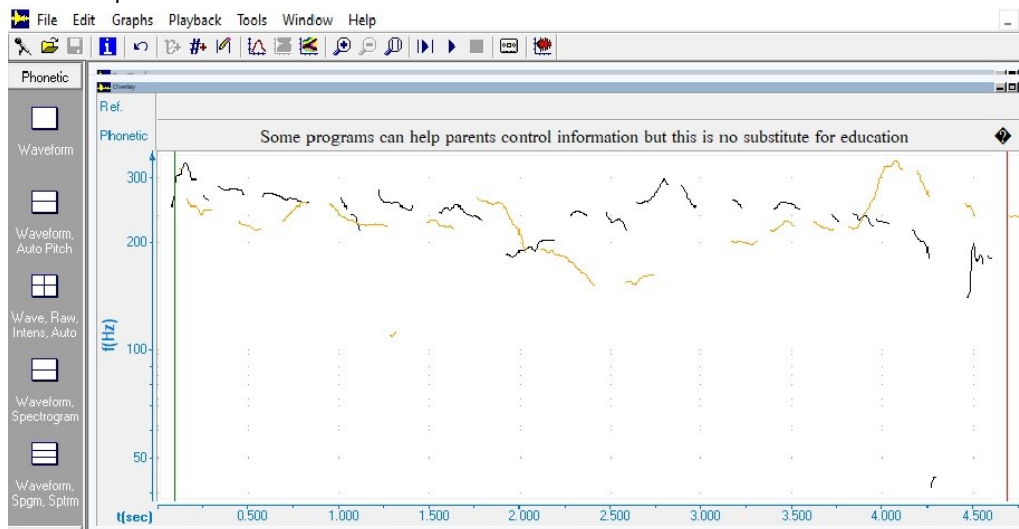 File Edit Graphs Playback Tools Window Help
Phonetic
Overlay
Ref.
Phonetic Some programs can help parents control information but this is no substitute for education �
Waveform
Waveform,
Auto Pitch
Wave, Raw,
Intens, Auto
Waveform,
Spectrogram
Waveform,
Spgm, Sptrm
300
200
f(Hz)
100
50
t(sec) 0.500 1.000 1.500 2.000 2.500 3.000 3.500 4.000 4.500